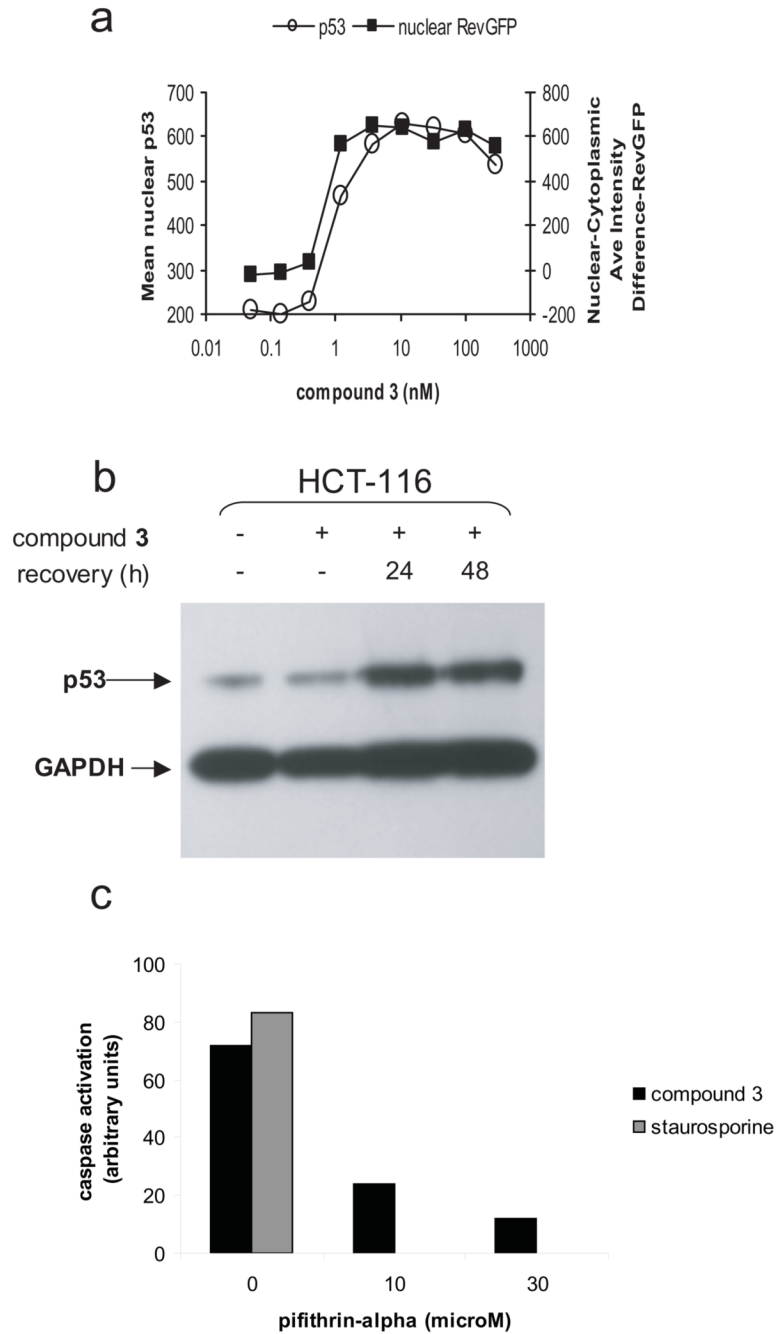 a
p53 nuclear RevGFP
700 800
600 600
500 400
400 200
300 0
200 -200
Mean nuclear p53
Nuclear-Cytoplasmic
Ave Intensity
Difference-RevGFP
0.01 0.1 1 10 100 1000
compound 3 (nM)
b
HCT-116
compound 3 - + + +
recovery (h) - - 24 48
p53
GAPDH
c
100
80
60
40
20
0
caspase activation
(arbitrary units)
compound 3
staurosporine
0 10 30
pifithrin-alpha (microM)